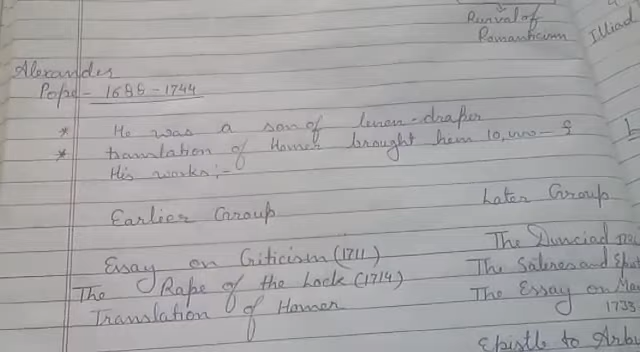 Revival of
Romanticism
Illiad
Alexander
Pope - 1688 - 1744
* He was a son of linen-draper
* translation of Homer brought him 10,000 - £
His works;-
Earlier Group
Later Group
Essay on Criticism (1711)
The Rape of the Lock (1714)
Translation of Homer
The Dunciad
The Satires and
The Essay on
1733
Epistle to